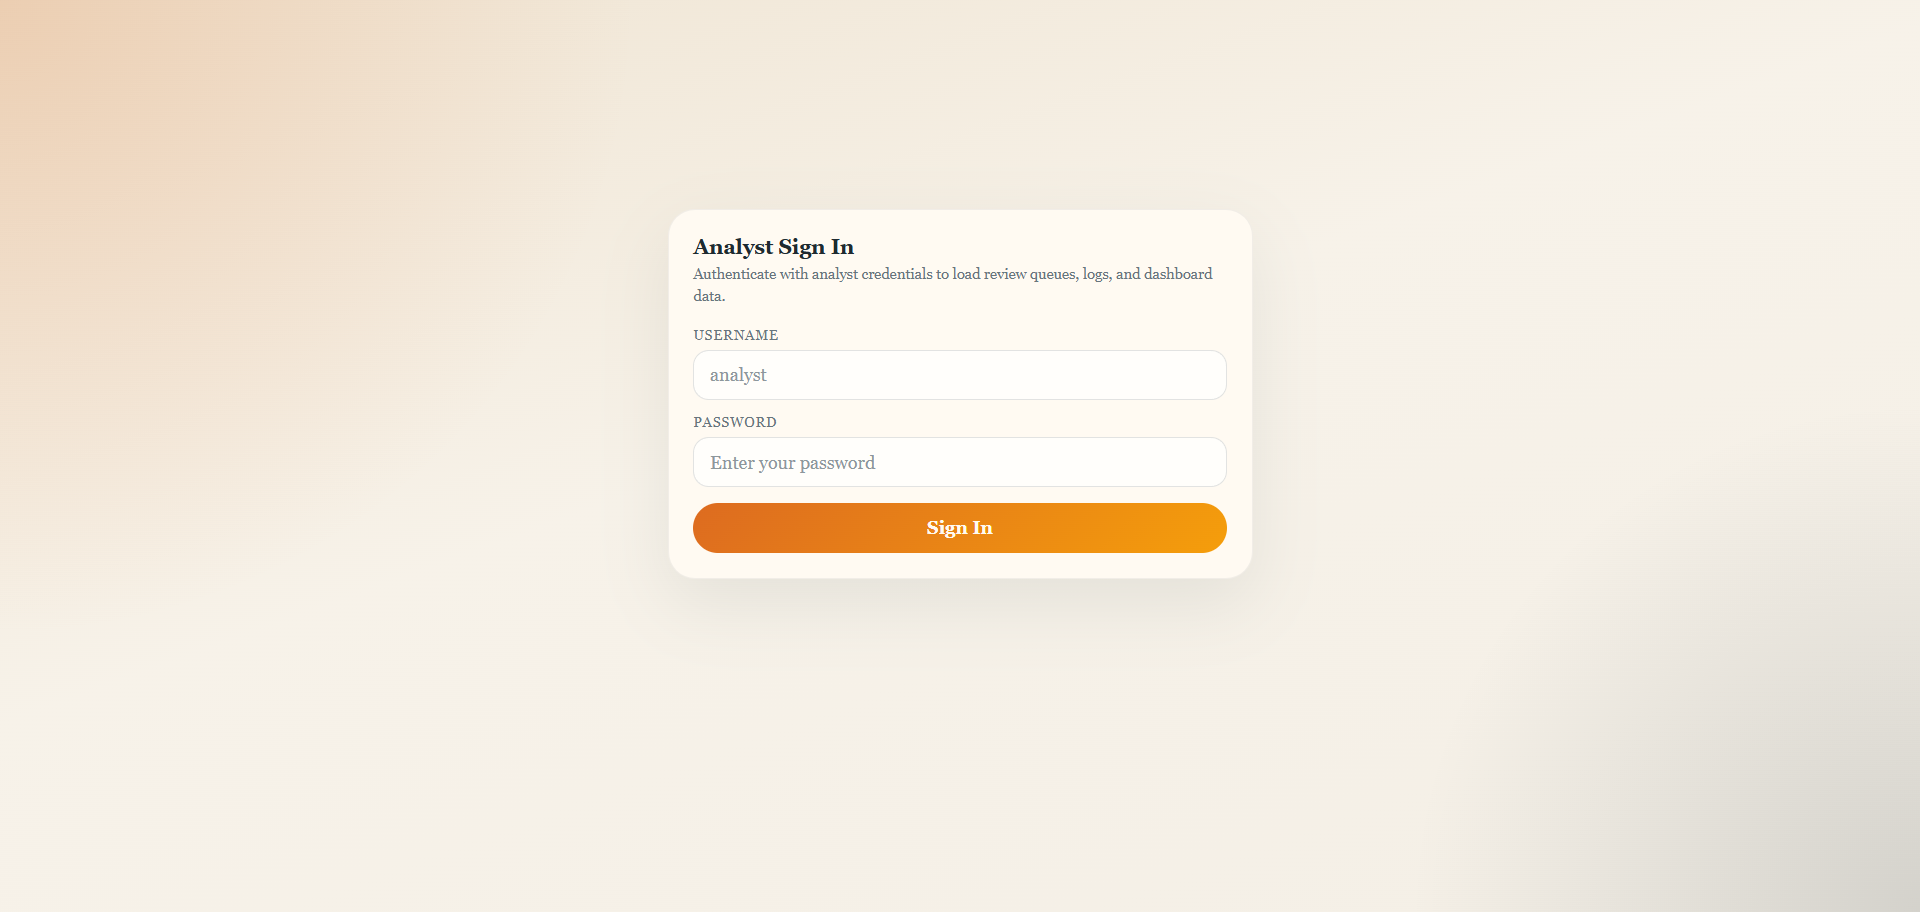 Analyst Sign In
Authenticate with analyst credentials to load review queues, logs, and dashboard
data.
USERNAME
analyst
PASSWORD
Enter your password
Sign In